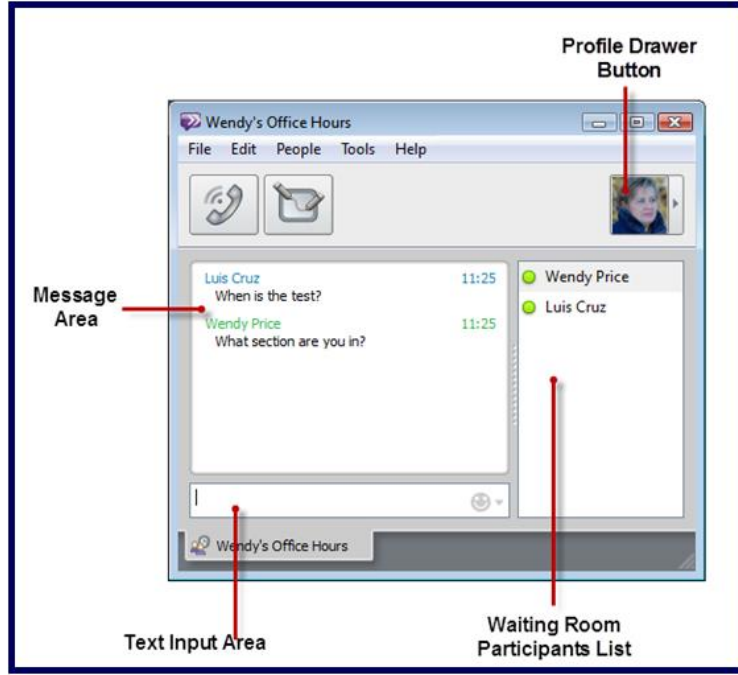 Profile Drawer
Button
Wendy's Office Hours
File Edit People Tools Help
Luis Cruz 11:25
When is the test?
Wendy Price 11:25
What section are you in?
Wendy Price
Luis Cruz
Message
Area
Wendy's Office Hours
Text Input Area
Waiting Room
Participants List